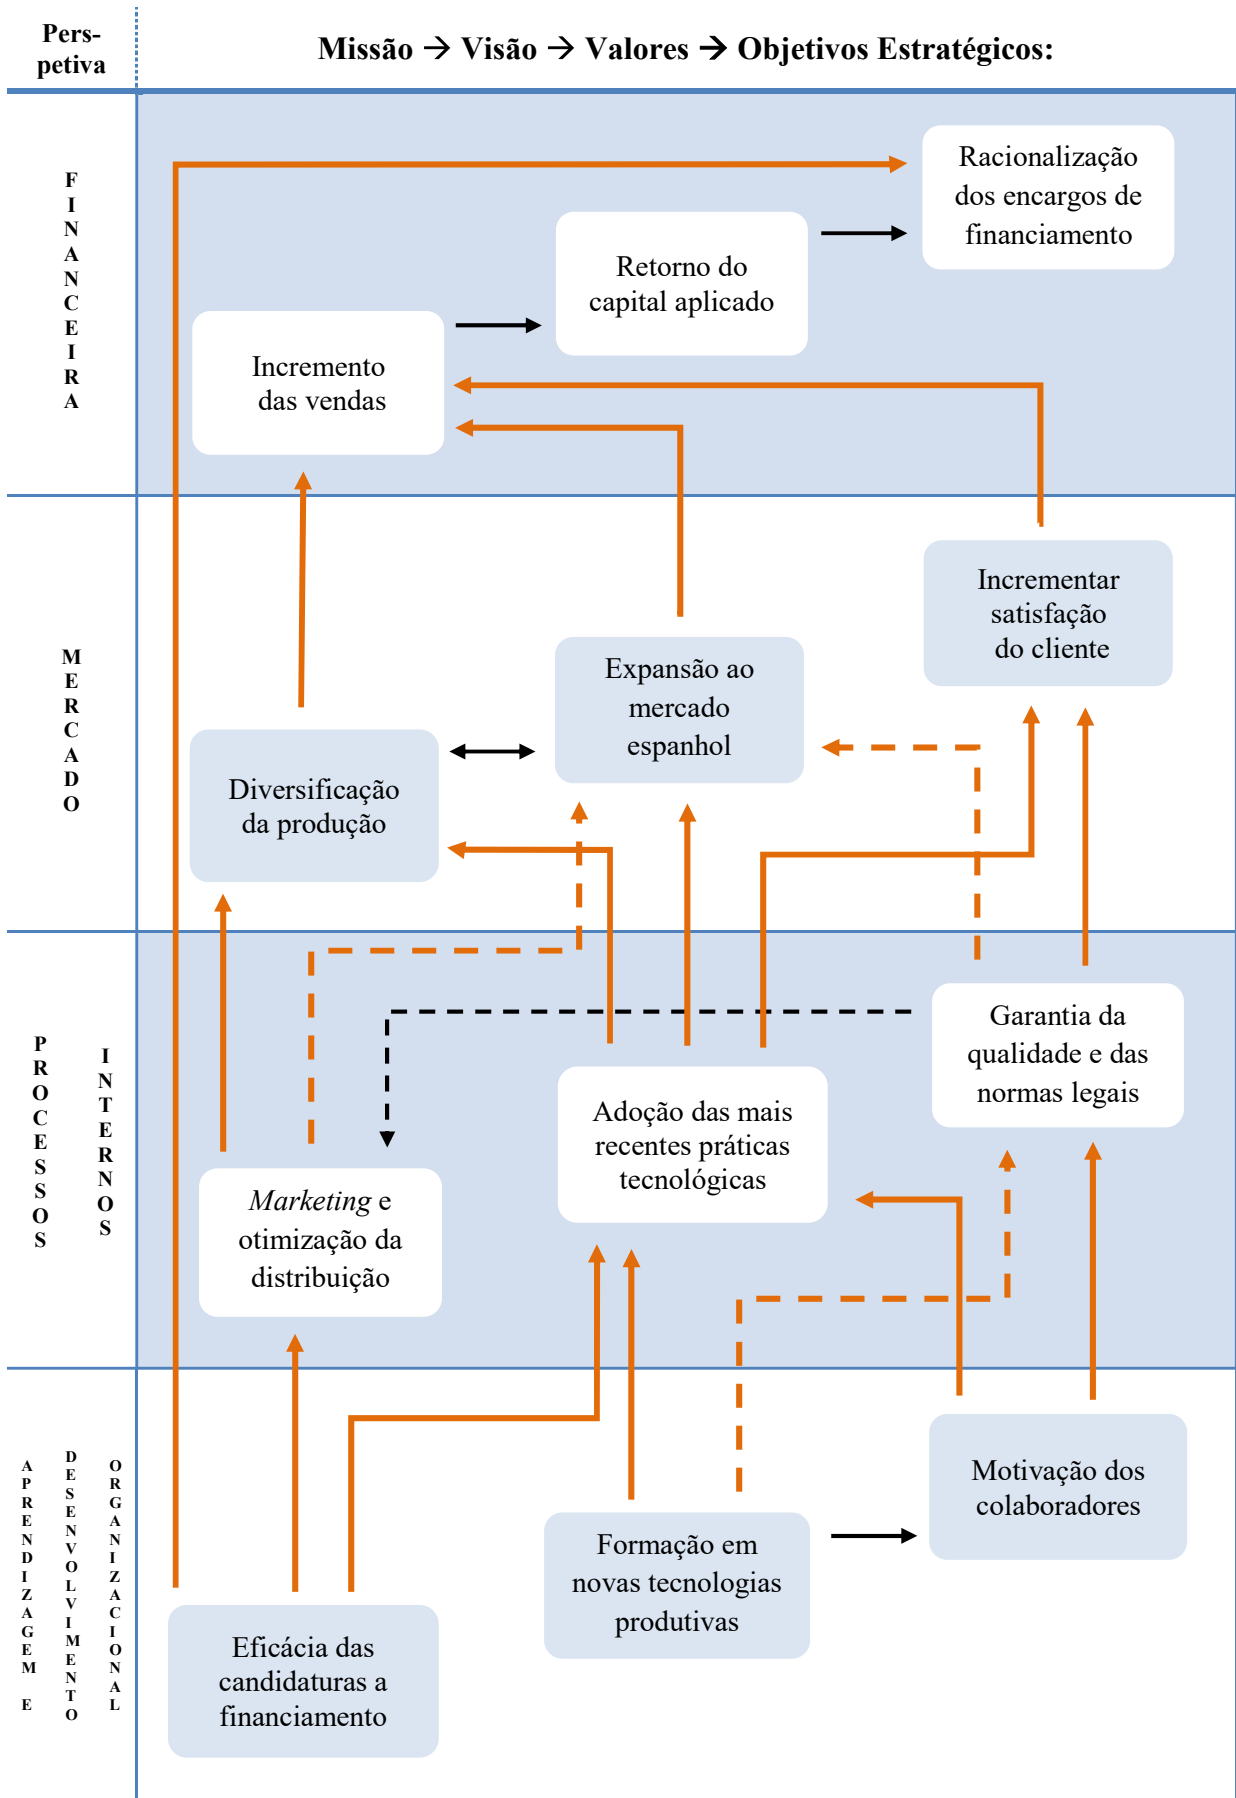 Pers-
petiva
Missão → Visão → Valores → Objetivos Estratégicos:
FINANCEIRA
Racionalização
dos encargos de
financiamento
Retorno do
capital aplicado
Incremento
das vendas
MERCADO
Incrementar
satisfação
do cliente
Expansão ao
mercado
espanhol
Diversificação
da produção
PROCESSOS
INTERNOS
Garantia da
qualidade e das
normas legais
Adoção das mais
recentes práticas
tecnológicas
Marketing e
otimização da
distribuição
APRENDIZAGEM E
DESENVOLVIMENTO
ORGANIZACIONAL
Motivação dos
colaboradores
Formação em
novas tecnologias
produtivas
Eficácia das
candidaturas a
financiamento